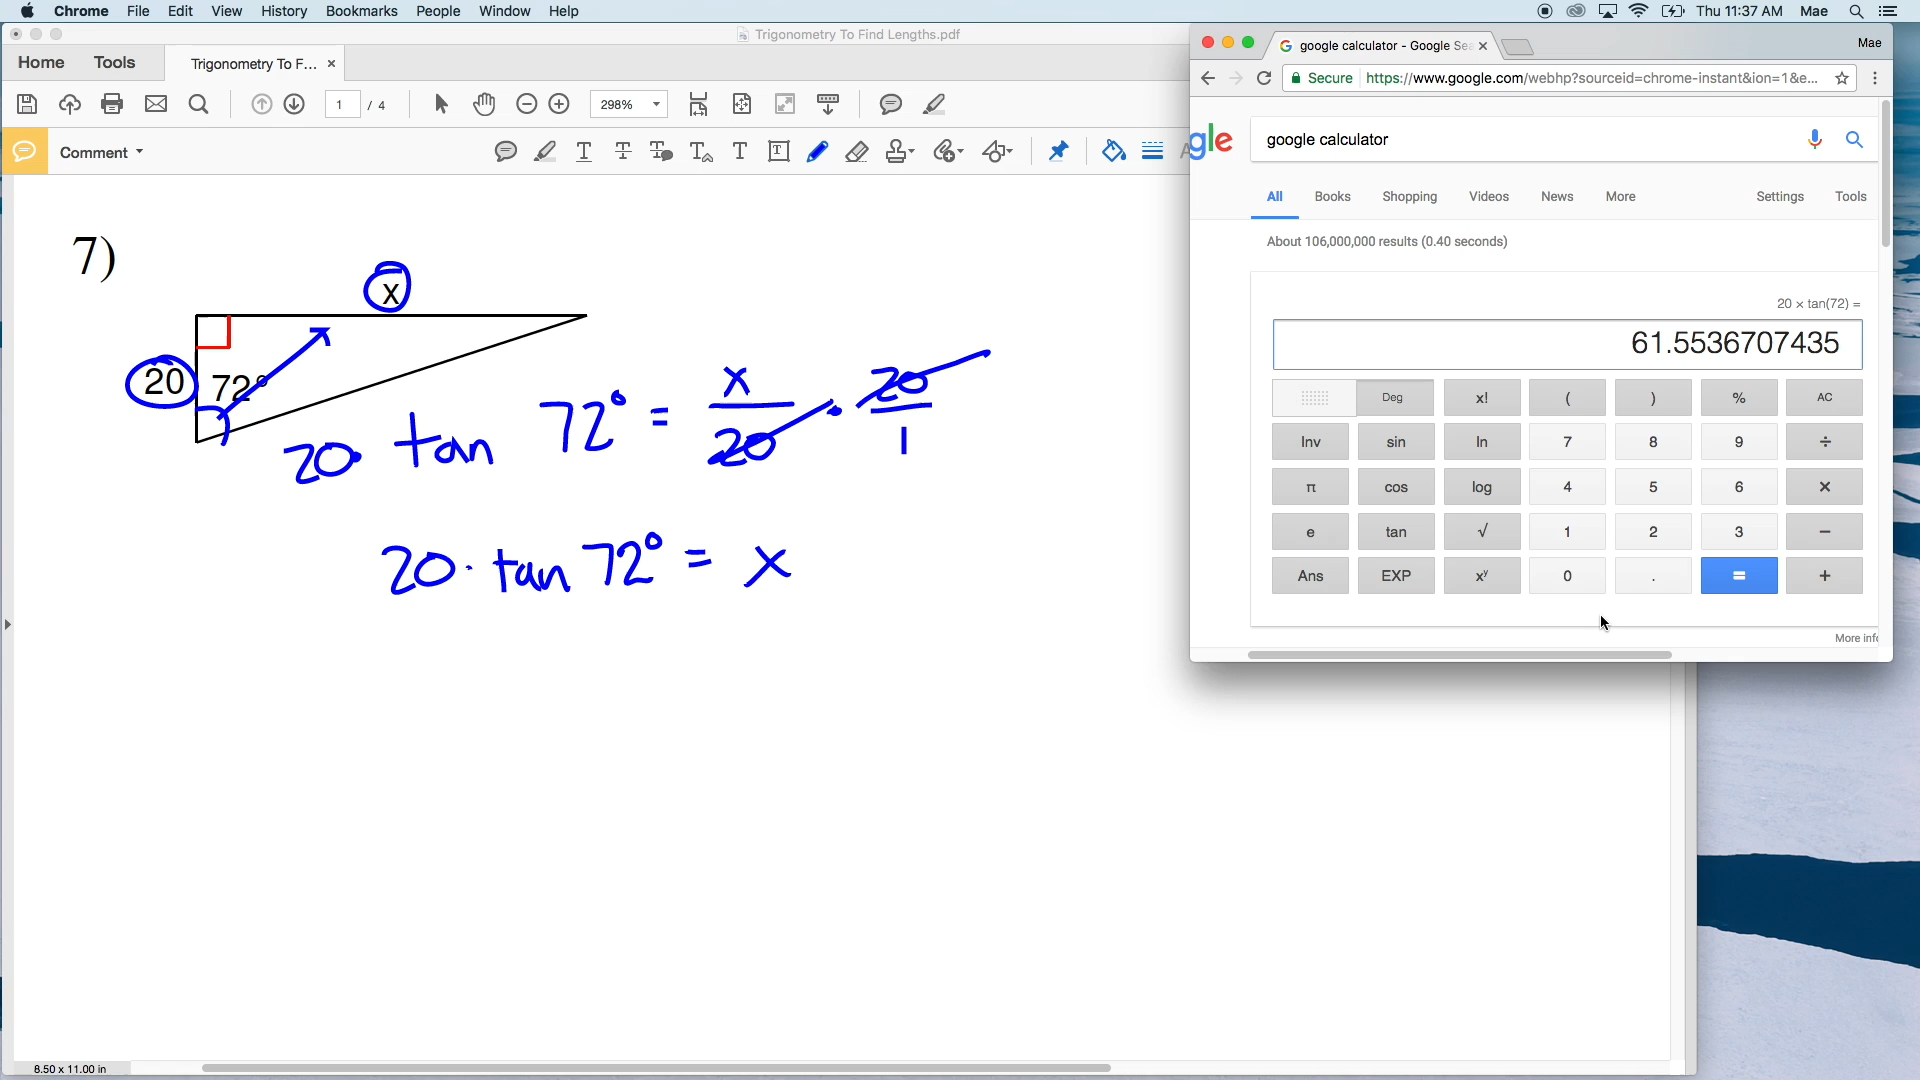 Chrome File Edit View History Bookmarks People Window Help Thu 11:37 AM Mae
Trigonometry To Find Lengths.pdf
Home Tools Trigonometry To F... ×
1 / 4 298%
Comment
7)
x
20 72°
20· tan 72° = x/20 · 20/1
20 · tan 72° = x
8.50 x 11.00 in
google calculator - Google Sea × Mae
Secure https://www.google.com/webhp?sourceid=chrome-instant&ion=1&e...
gle google calculator
All Books Shopping Videos News More Settings Tools
About 106,000,000 results (0.40 seconds)
20 × tan(72) =
61.5536707435
Deg x! ( ) % AC
Inv sin ln 7 8 9 ÷
π cos log 4 5 6 ×
e tan √ 1 2 3 −
Ans EXP xʸ 0 . = +
More info